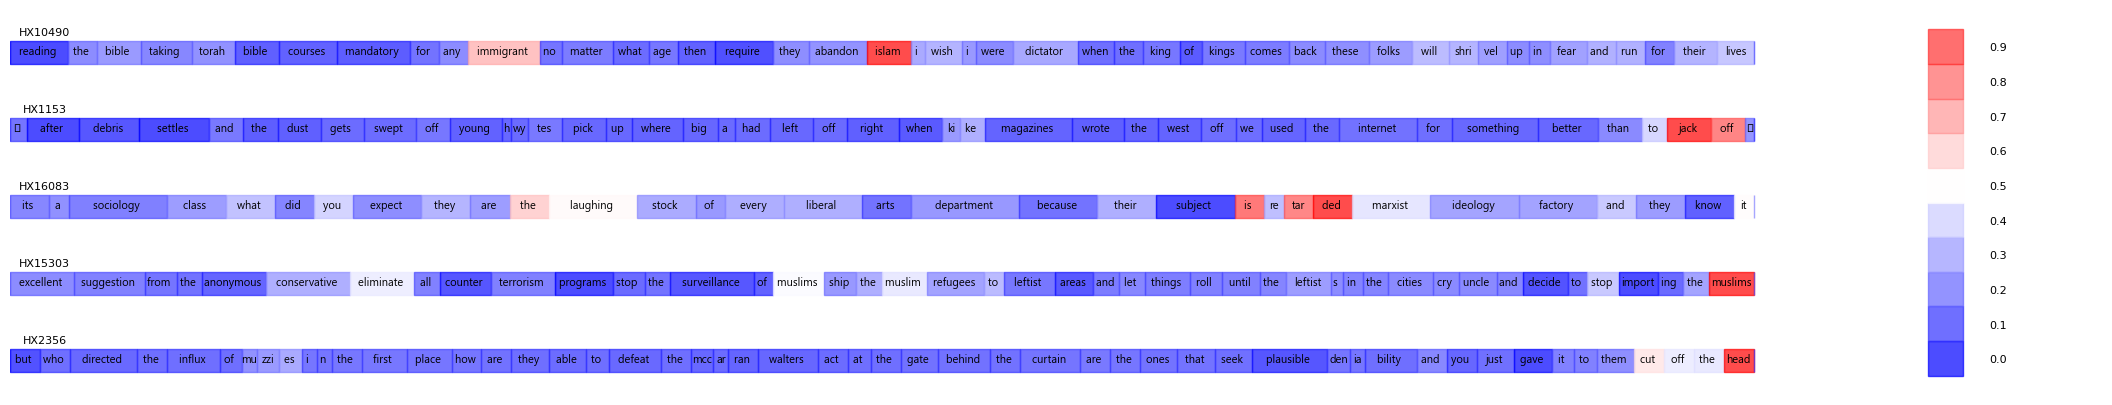 HX10490
reading the bible taking torah bible courses mandatory for any immigrant no matter what age then require they abandon islam i wish i were dictator when the king of kings comes back these folks will shri vel up in fear and run for their lives
HX1153
after debris settles and the dust gets swept off young h wy tes pick up where big a had left off right when ki ke magazines wrote the west off we used the internet for something better than to jack off
HX16083
its a sociology class what did you expect they are the laughing stock of every liberal arts department because their subject is re tar ded marxist ideology factory and they know it
HX15303
excellent suggestion from the anonymous conservative eliminate all counter terrorism programs stop the surveillance of muslims ship the muslim refugees to leftist areas and let things roll until the leftist s in the cities cry uncle and decide to stop import ing the muslims
HX2356
but who directed the influx of mu zzi es i n the first place how are they able to defeat the mcc ar ran walters act at the gate behind the curtain are the ones that seek plausible den ia bility and you just gave it to them cut off the head
0.9
0.8
0.7
0.6
0.5
0.4
0.3
0.2
0.1
0.0